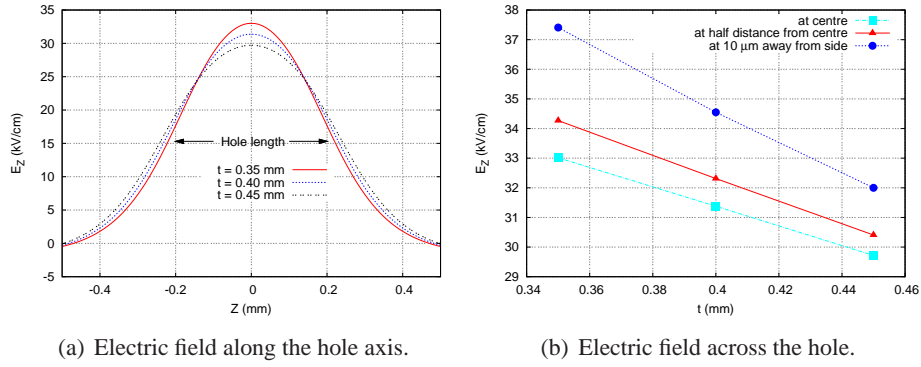 35
30
25
20
15
10
5
0
-5
E_Z (kV/cm)
Hole length
t = 0.35 mm
t = 0.40 mm
t = 0.45 mm
-0.4 -0.2 0 0.2 0.4
Z (mm)
(a) Electric field along the hole axis.
38
37
36
35
34
33
32
31
30
29
E_Z (kV/cm)
at centre
at half distance from centre
at 10 μm away from side
0.34 0.36 0.38 0.4 0.42 0.44 0.46
t (mm)
(b) Electric field across the hole.